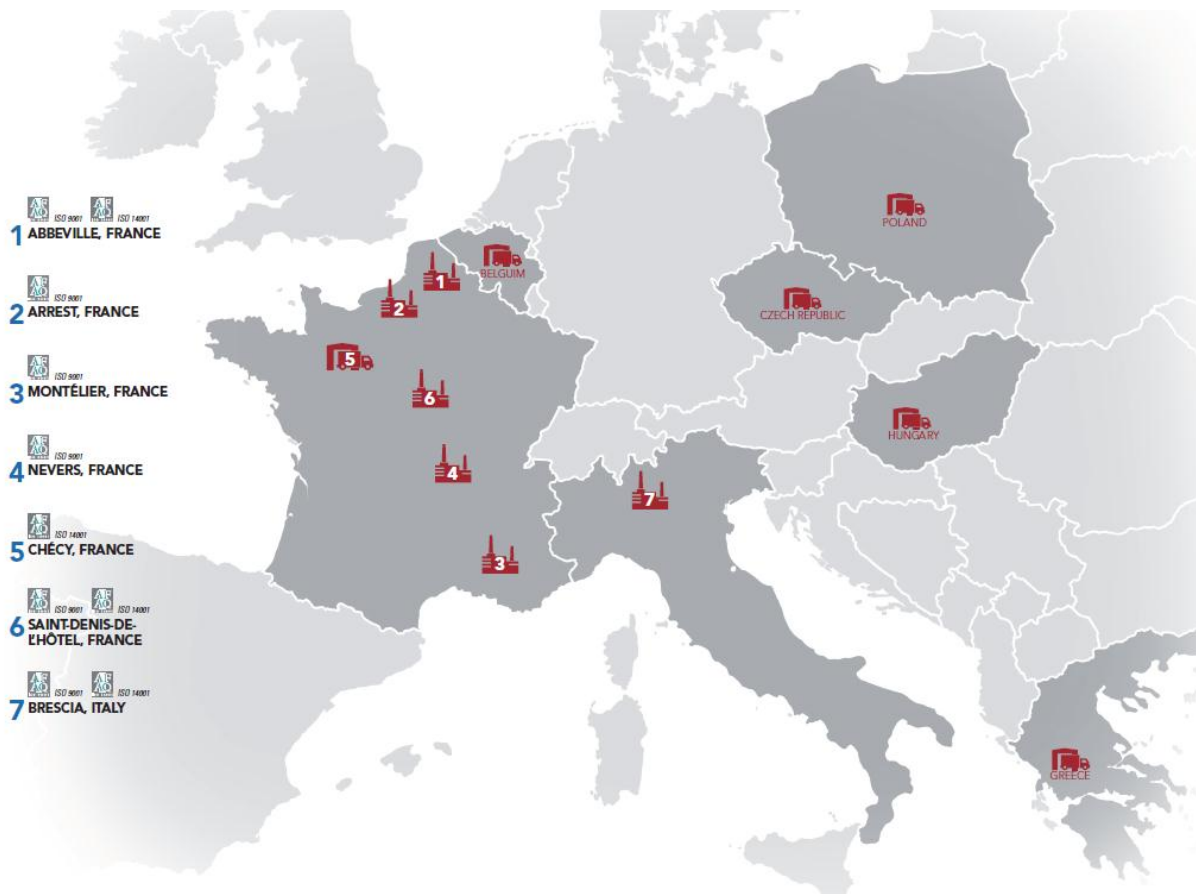 ISO 9001 ISO 14001
1 ABBEVILLE, FRANCE
ISO 9001
2 ARREST, FRANCE
ISO 9001
3 MONTÉLIER, FRANCE
ISO 9001
4 NEVERS, FRANCE
ISO 14001
5 CHÉCY, FRANCE
ISO 9001 ISO 14001
6 SAINT-DENIS-DE-
L'HÔTEL, FRANCE
ISO 9001 ISO 14001
7 BRESCIA, ITALY
POLAND
BELGUIM
1
2
CZECH REPUBLIC
5
6
HUNGARY
4
7
3
GREECE